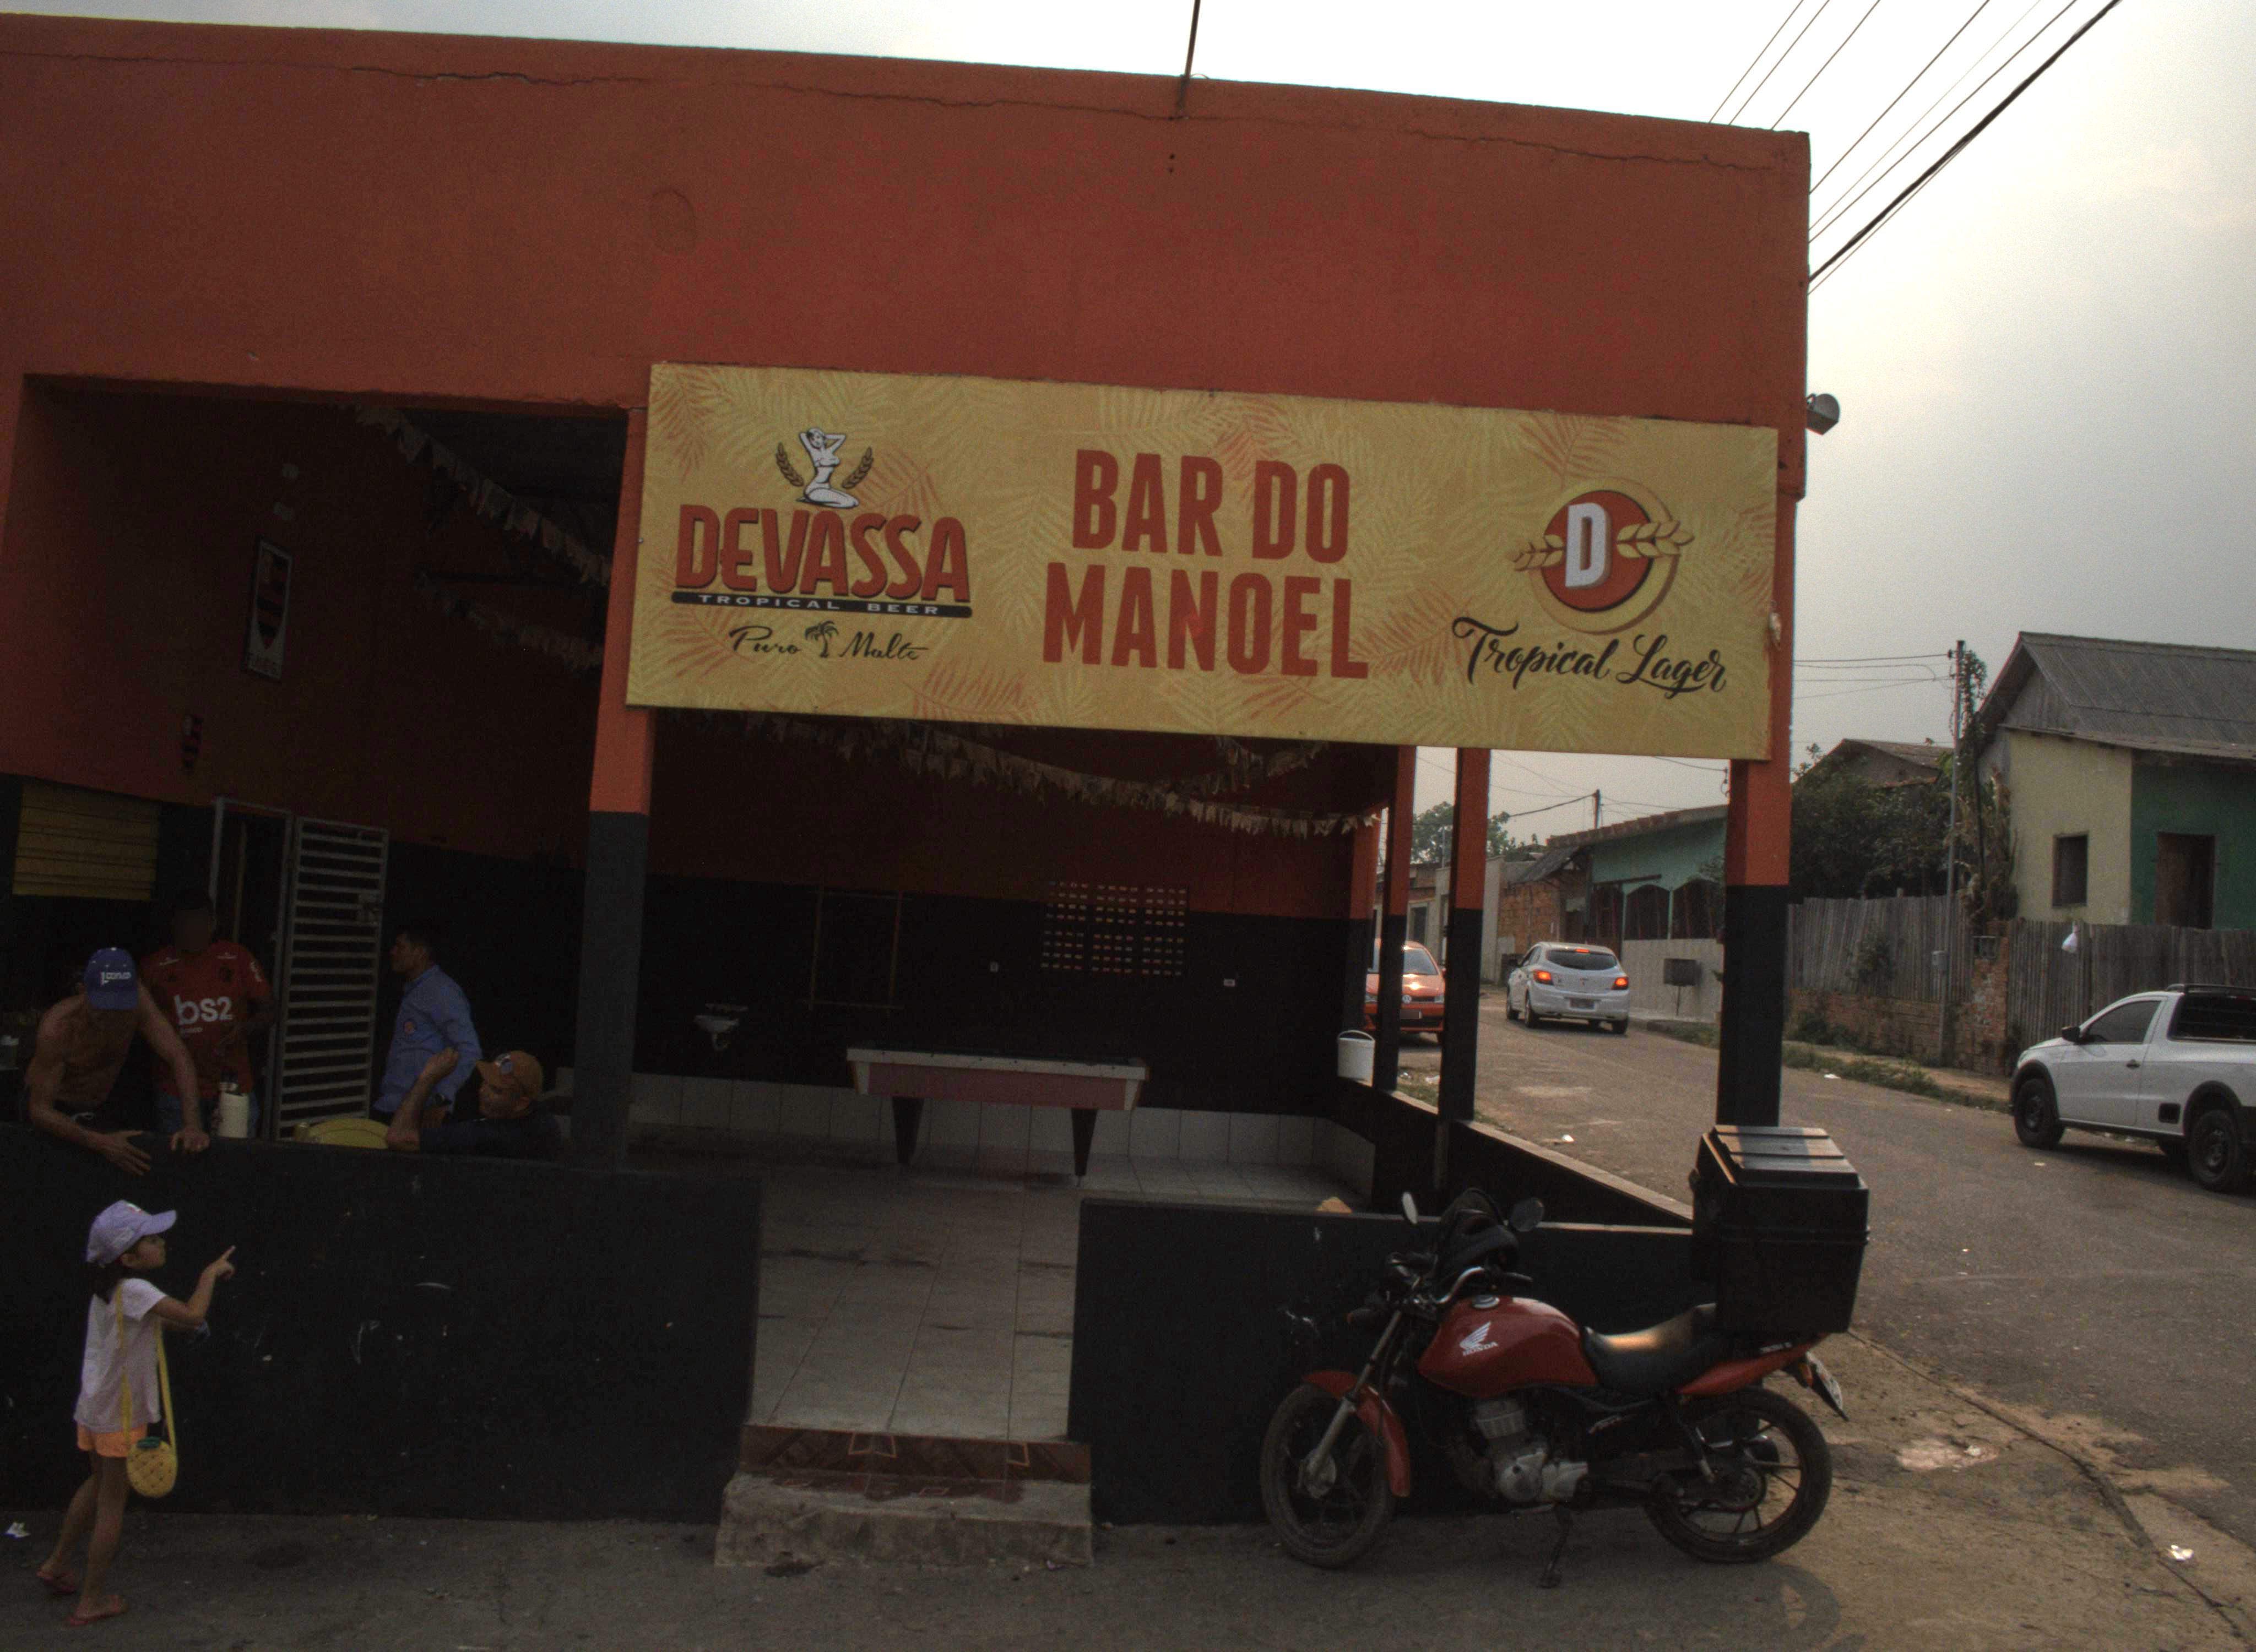 DEVASSA
TROPICAL BEER
Puro Malte
BAR DO
MANOEL
D
Tropical Lager
bs2
HONDA